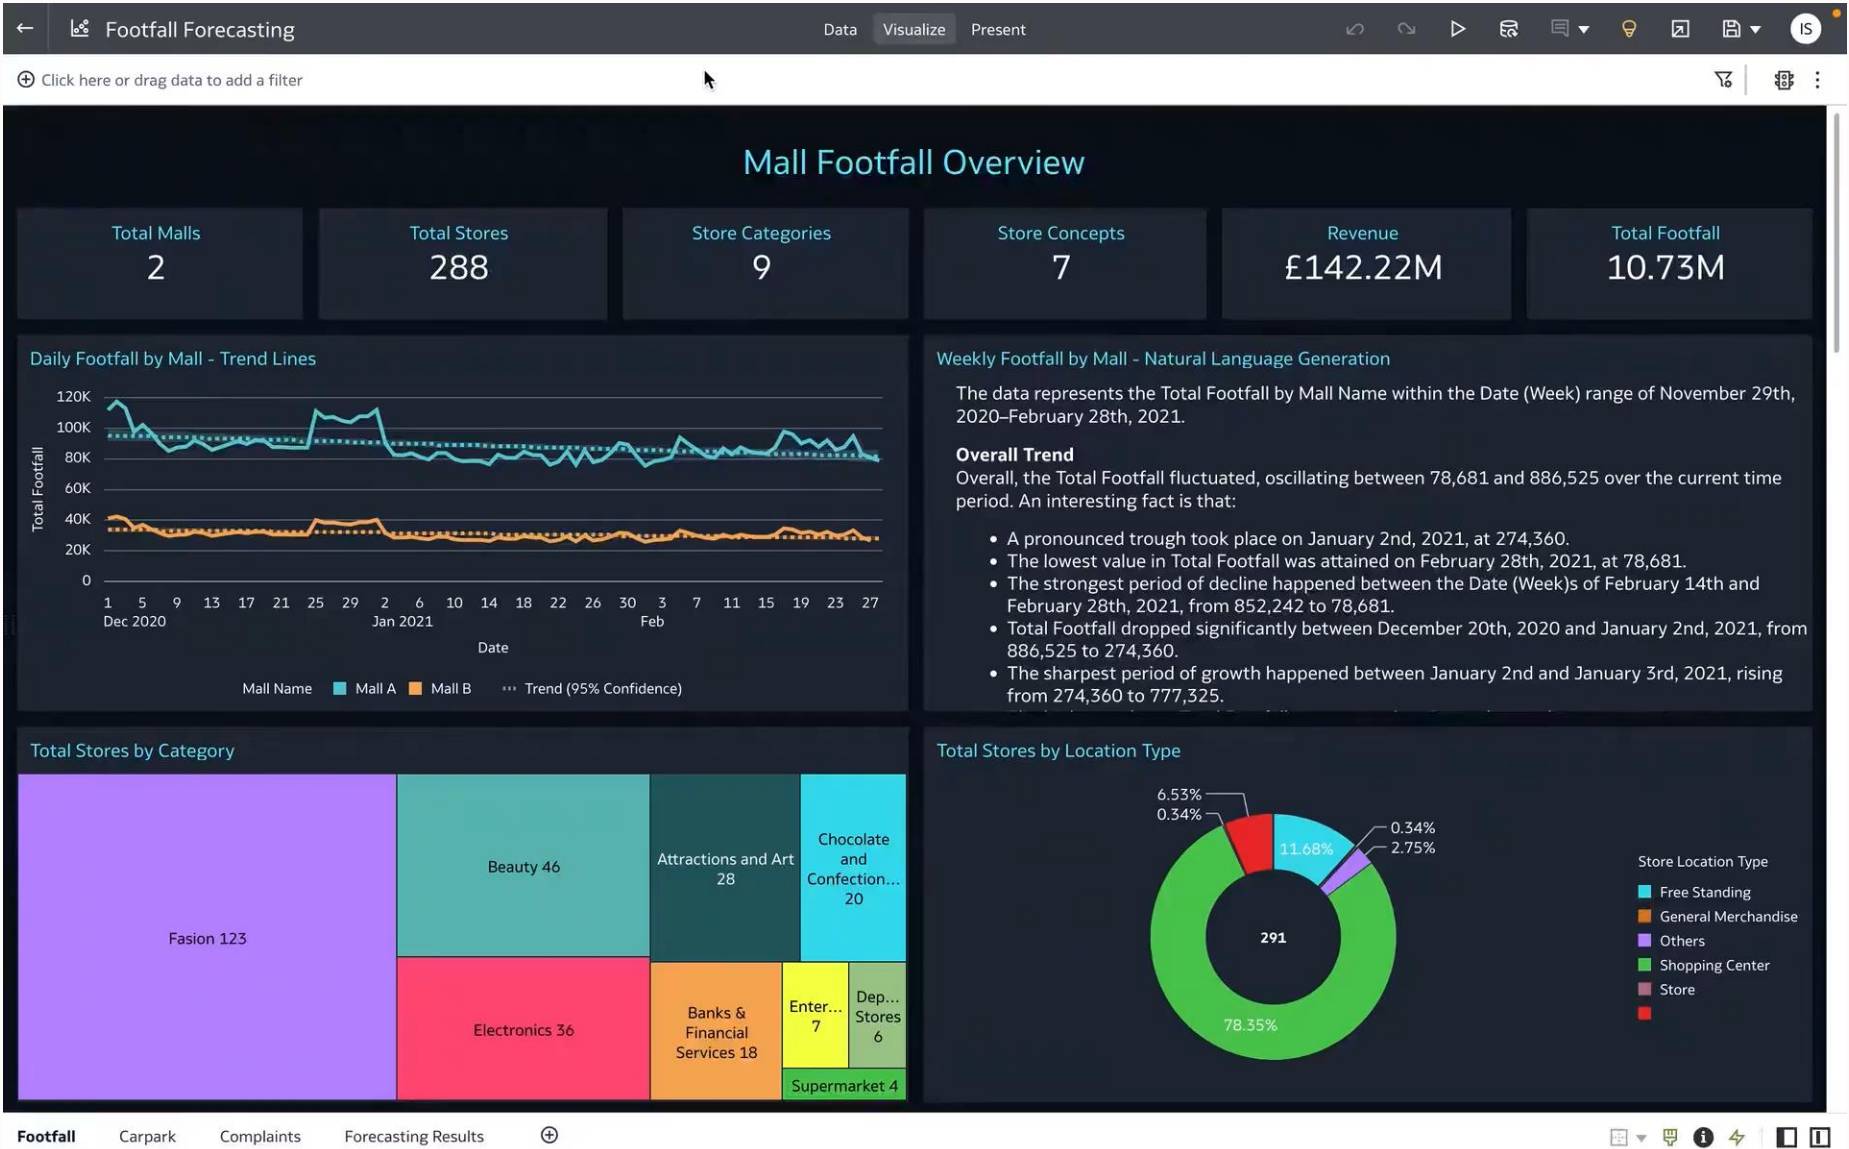 Footfall Forecasting
Data Visualize Present
IS
Click here or drag data to add a filter
Mall Footfall Overview
Total Malls
2
Total Stores
288
Store Categories
9
Store Concepts
7
Revenue
£142.22M
Total Footfall
10.73M
Daily Footfall by Mall - Trend Lines
Total Footfall
120K
100K
80K
60K
40K
20K
0
1 5 9 13 17 21 25 29 2 6 10 14 18 22 26 30 3 7 11 15 19 23 27
Dec 2020 Jan 2021 Feb
Date
Mall Name Mall A Mall B Trend (95% Confidence)
Weekly Footfall by Mall - Natural Language Generation
The data represents the Total Footfall by Mall Name within the Date (Week) range of November 29th,
2020–February 28th, 2021.
Overall Trend
Overall, the Total Footfall fluctuated, oscillating between 78,681 and 886,525 over the current time
period. An interesting fact is that:
• A pronounced trough took place on January 2nd, 2021, at 274,360.
• The lowest value in Total Footfall was attained on February 28th, 2021, at 78,681.
• The strongest period of decline happened between the Date (Week)s of February 14th and
February 28th, 2021, from 852,242 to 78,681.
• Total Footfall dropped significantly between December 20th, 2020 and January 2nd, 2021, from
886,525 to 274,360.
• The sharpest period of growth happened between January 2nd and January 3rd, 2021, rising
from 274,360 to 777,325.
Total Stores by Category
Fasion 123
Beauty 46
Electronics 36
Attractions and Art
28
Chocolate
and
Confection...
20
Banks &
Financial
Services 18
Enter...
7
Dep...
Stores
6
Supermarket 4
Total Stores by Location Type
6.53%
0.34%
11.68%
0.34%
2.75%
291
78.35%
Store Location Type
Free Standing
General Merchandise
Others
Shopping Center
Store
Footfall Carpark Complaints Forecasting Results